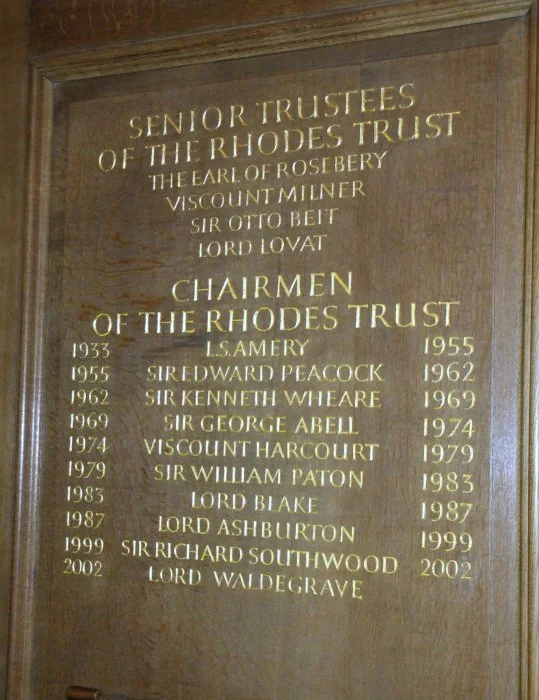 SENIOR TRUSTEES
OF THE RHODES TRUST
THE EARL OF ROSEBERY
VISCOUNT MILNER
SIR OTTO BEIT
LORD LOVAT
CHAIRMEN
OF THE RHODES TRUST
1933 L.S.AMERY 1955
1955 SIR EDWARD PEACOCK 1962
1962 SIR KENNETH WHEARE 1969
1969 SIR GEORGE ABELL 1974
1974 VISCOUNT HARCOURT 1979
1979 SIR WILLIAM PATON 1983
1983 LORD BLAKE 1987
1987 LORD ASHBURTON 1999
1999 SIR RICHARD SOUTHWOOD 2002
2002 LORD WALDEGRAVE